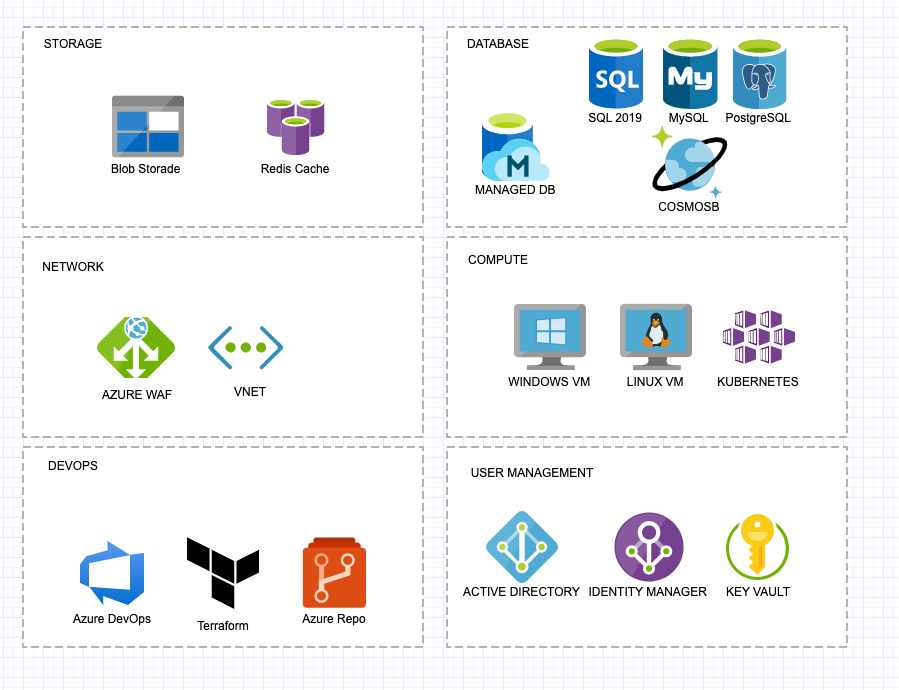 STORAGE
Blob Storade
Redis Cache
DATABASE
SQL
My
SQL 2019
MySQL
PostgreSQL
M
MANAGED DB
COSMOSB
NETWORK
AZURE WAF
VNET
COMPUTE
WINDOWS VM
LINUX VM
KUBERNETES
DEVOPS
Azure DevOps
Terraform
Azure Repo
USER MANAGEMENT
ACTIVE DIRECTORY
IDENTITY MANAGER
KEY VAULT